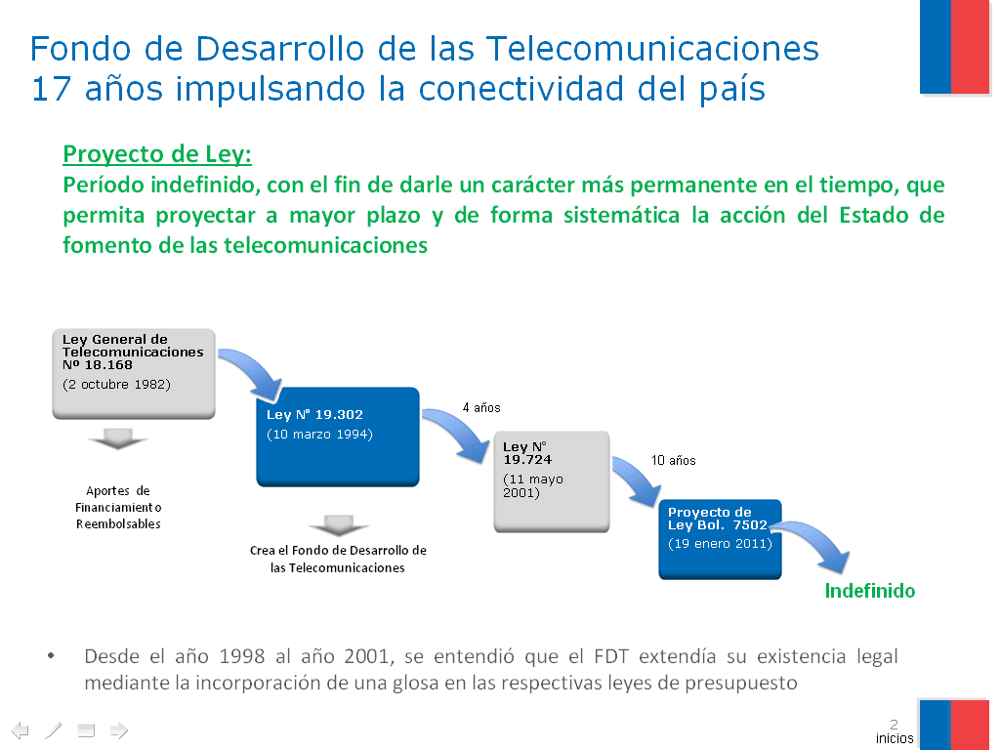 Fondo de Desarrollo de las Telecomunicaciones
17 años impulsando la conectividad del país
Proyecto de Ley:
Período indefinido, con el fin de darle un carácter más permanente en el tiempo, que
permita proyectar a mayor plazo y de forma sistemática la acción del Estado de
fomento de las telecomunicaciones
Ley General de
Telecomunicaciones
Nº 18.168
(2 octubre 1982)
Aportes de
Financiamiento
Reembolsables
Ley N° 19.302
(10 marzo 1994)
Crea el Fondo de Desarrollo de
las Telecomunicaciones
4 años
Ley N°
19.724
(11 mayo
2001)
10 años
Proyecto de
Ley Bol. 7502
(19 enero 2011)
Indefinido
• Desde el año 1998 al año 2001, se entendió que el FDT extendía su existencia legal
mediante la incorporación de una glosa en las respectivas leyes de presupuesto
2
inicios